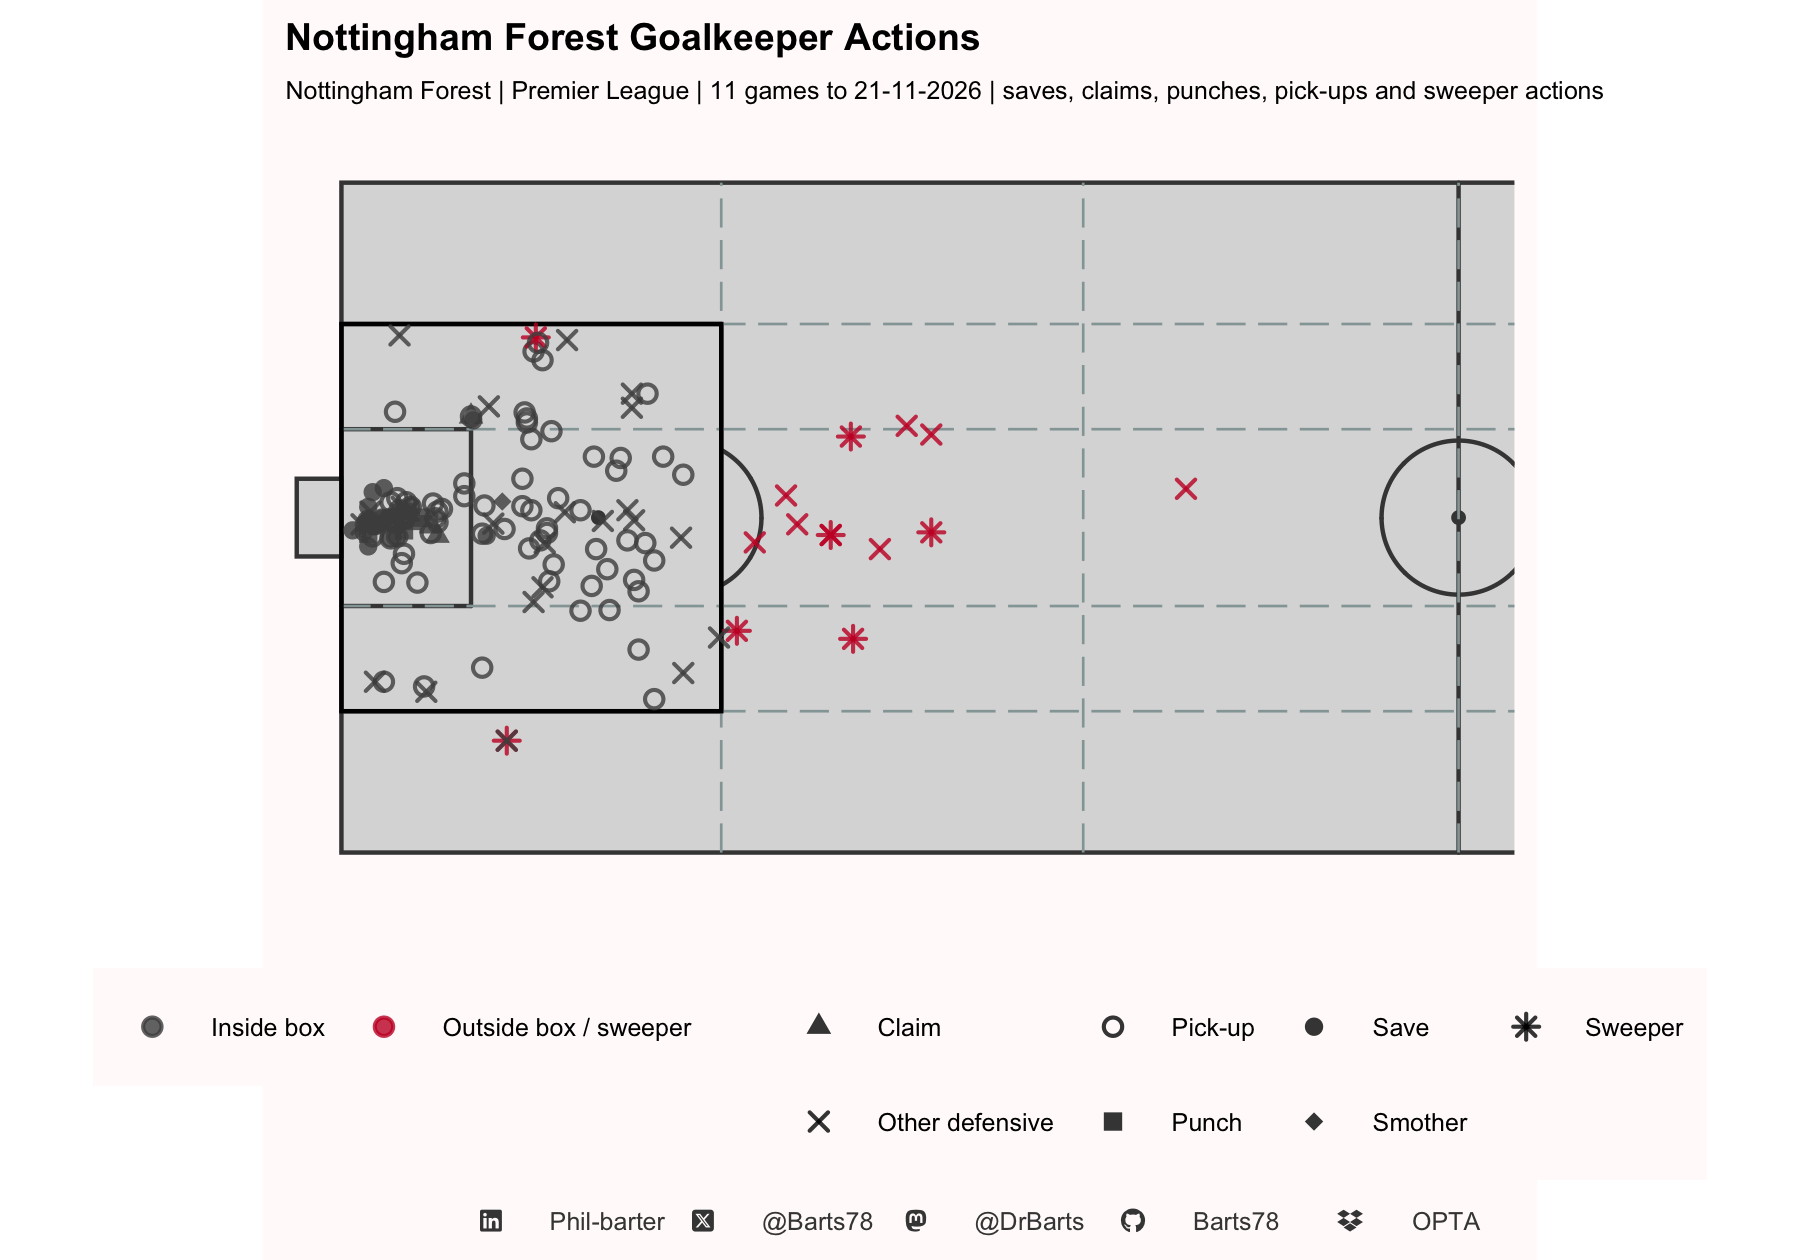 Nottingham Forest Goalkeeper Actions
Nottingham Forest | Premier League | 11 games to 21-11-2026 | saves, claims, punches, pick-ups and sweeper actions
Inside box Outside box / sweeper Claim Pick-up Save Sweeper
Other defensive Punch Smother
Phil-barter @Barts78 @DrBarts Barts78 OPTA